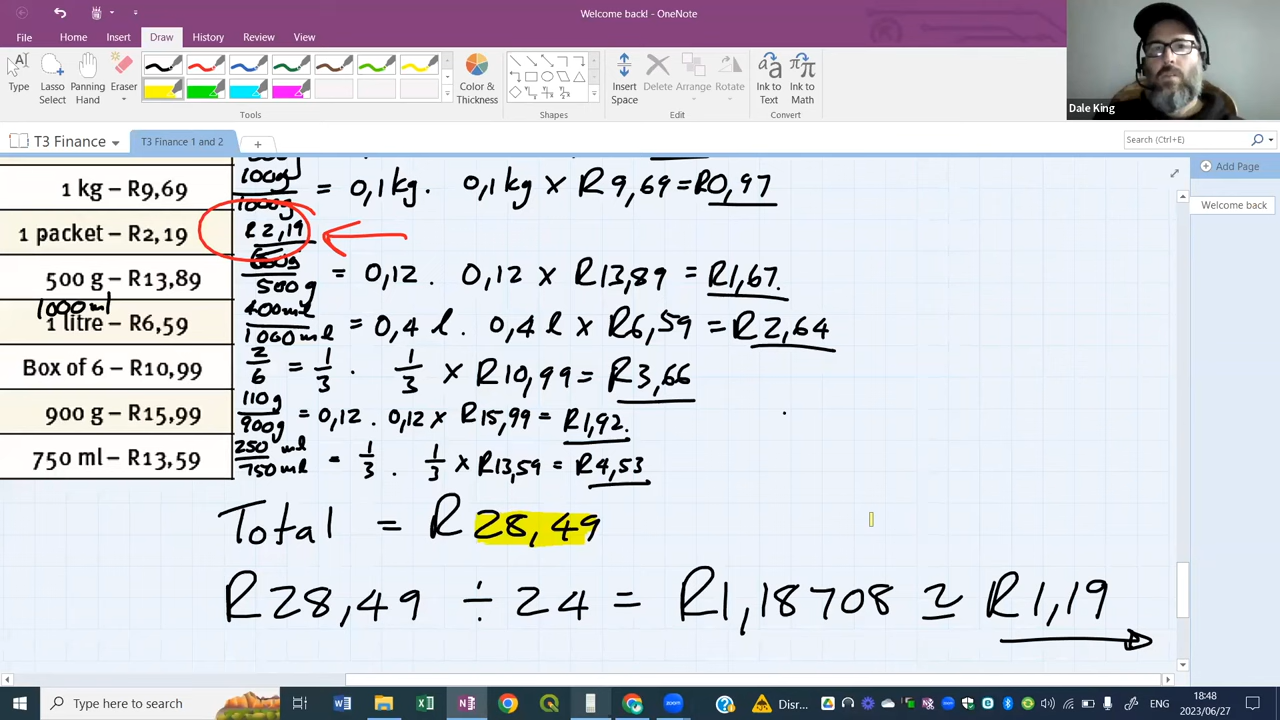 Welcome back! - OneNote
File Home Insert Draw History Review View
Type
Lasso Select
Panning Hand
Eraser
Tools
Color & Thickness
Shapes
Insert Space
Delete
Arrange
Rotate
Edit
Ink to Text
Ink to Math
Convert
Dale King
T3 Finance
T3 Finance 1 and 2
Search (Ctrl+E)
Add Page
Welcome back
1 kg – R9,69
100g
1000g
= 0,1kg. 0,1kg × R9,69 = R0,97
1 packet – R2,19
R2,19
500 g – R13,89
500g
= 0,12. 0,12 × R13,89 = R1,67.
1000ml
1 litre – R6,59
400ml
1000ml
= 0,4 l. 0,4 l × R6,59 = R2,64
Box of 6 – R10,99
2
6
= 1/3. 1/3 × R10,99 = R3,66
900 g – R15,99
110g
900g
= 0,12. 0,12 × R15,99 = R1,92.
750 ml – R13,59
250 ml
750ml
= 1/3. 1/3 × R13,59 = R4,53
Total = R28,49
R28,49 ÷ 24 = R1,18708 ≃ R1,19
Type here to search
Disr...
18:48
2023/06/27